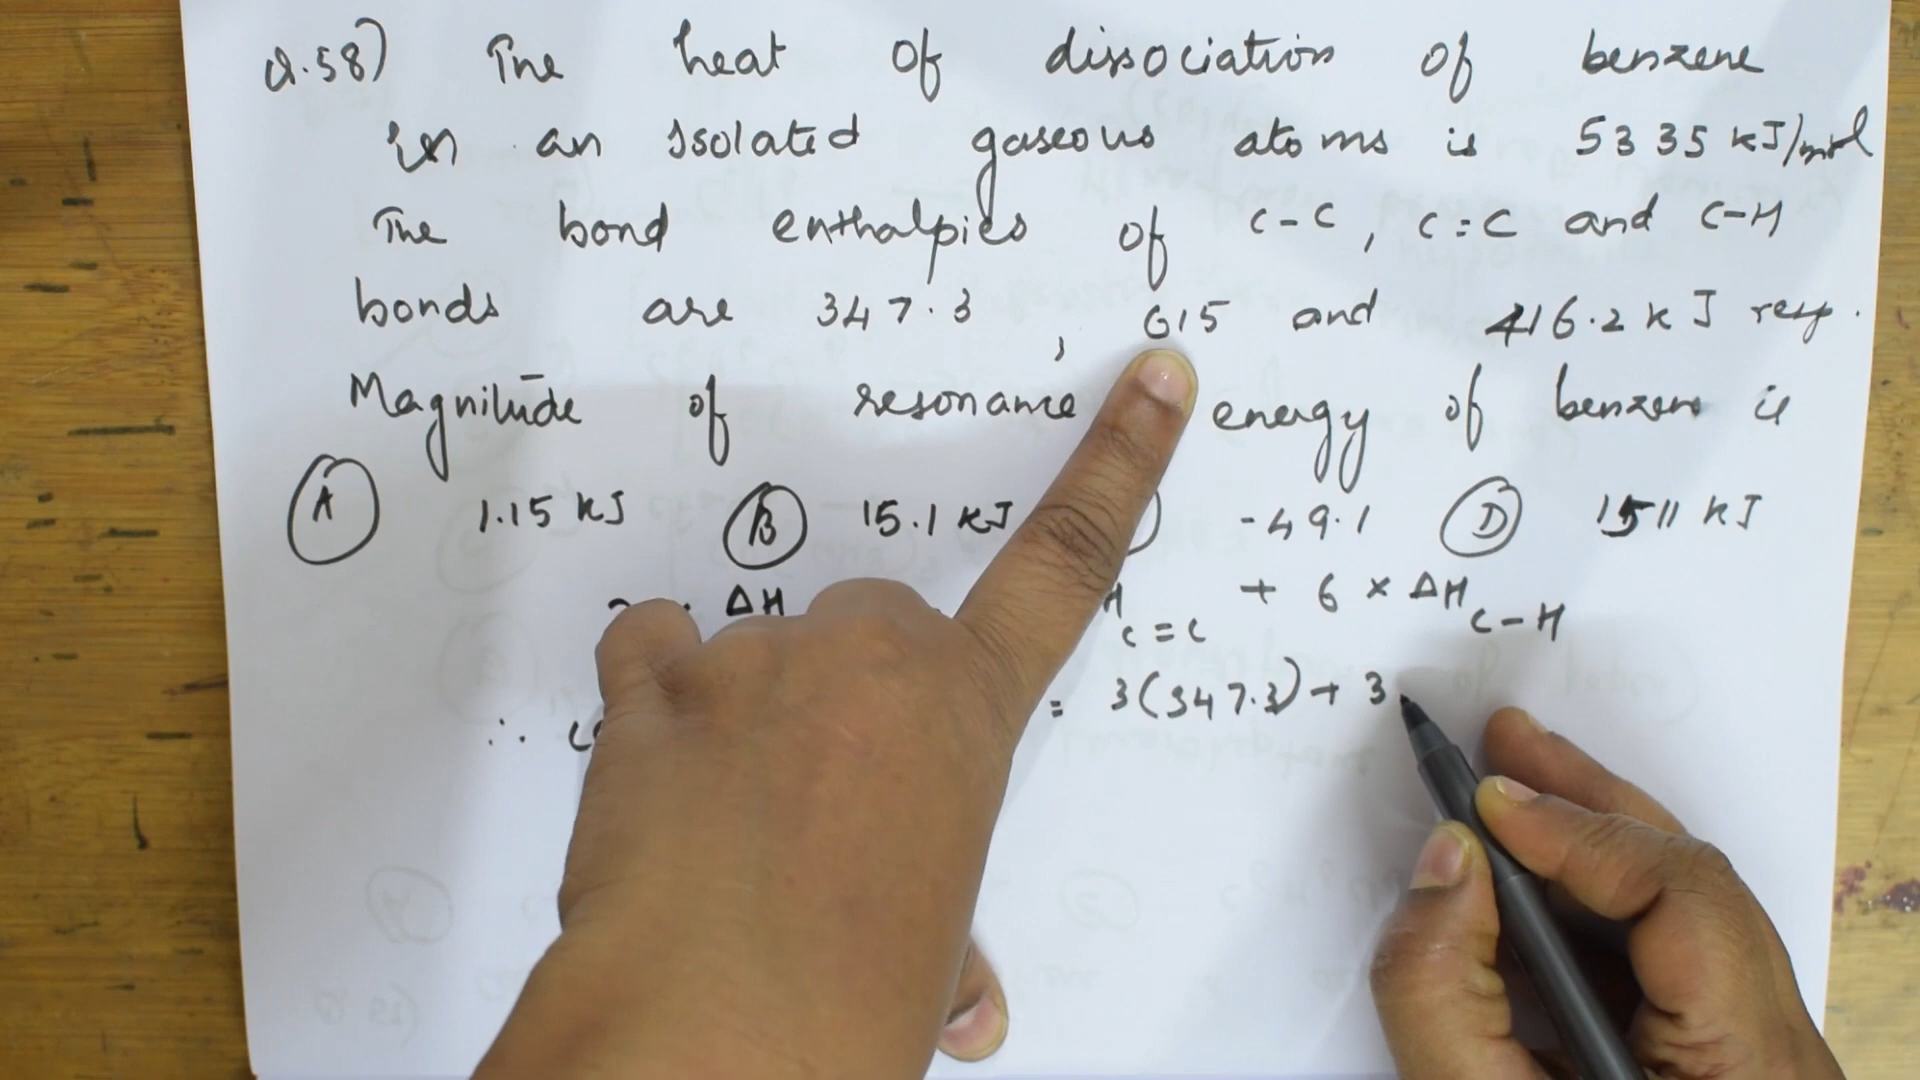 Q.58) The heat of dissociation of benzene
in an isolated gaseous atoms is 5335 kJ/mol
The bond enthalpies of C-C, C=C and C-H
bonds are 347.3, 615 and 416.2 kJ resp.
Magnitude of resonance energy of benzene is
A 1.15 kJ B 15.1 kJ -49.1 D 1511 kJ
ΔH + 6 × ΔH
C=C C-H
∴ = 3(347.3) + 3